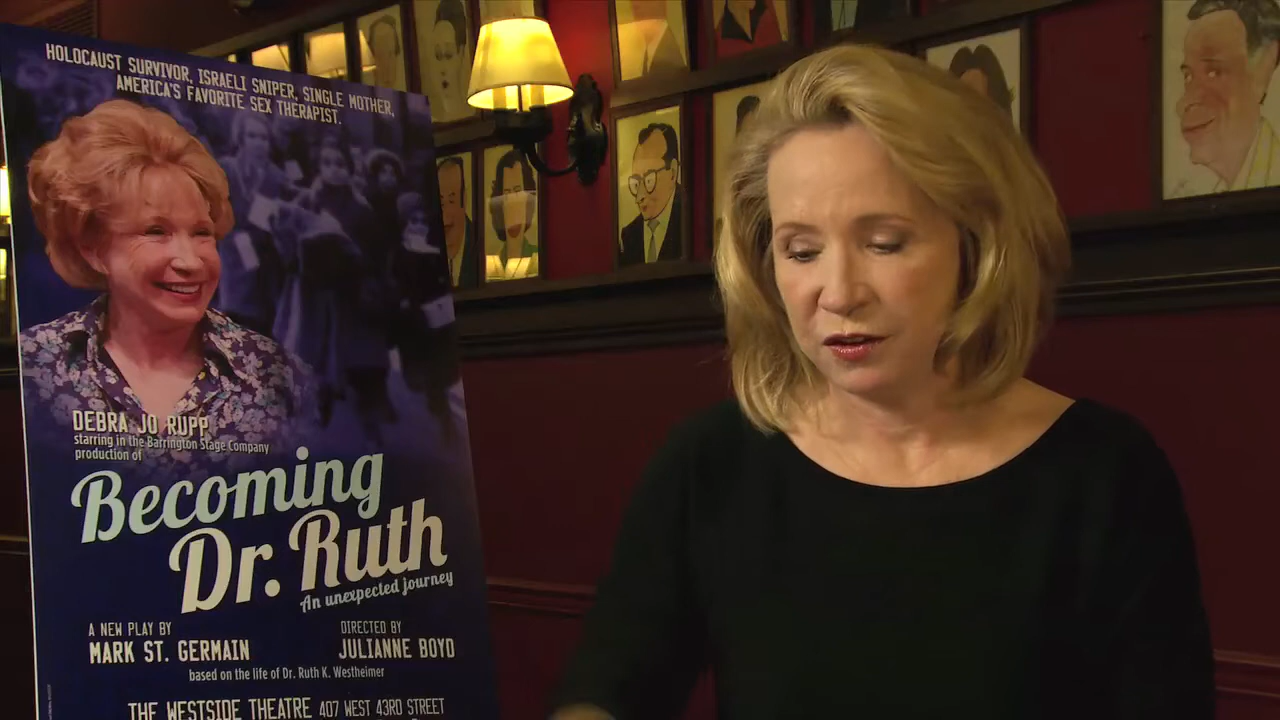 HOLOCAUST SURVIVOR, ISRAELI SNIPER, SINGLE MOTHER,
AMERICA'S FAVORITE SEX THERAPIST.
DEBRA JO RUPP
starring in the Barrington Stage Company
production of
Becoming
Dr. Ruth
An unexpected journey
A NEW PLAY BY
MARK ST. GERMAIN
DIRECTED BY
JULIANNE BOYD
based on the life of Dr. Ruth K. Westheimer
THE WESTSIDE THEATRE 407 WEST 43RD STREET